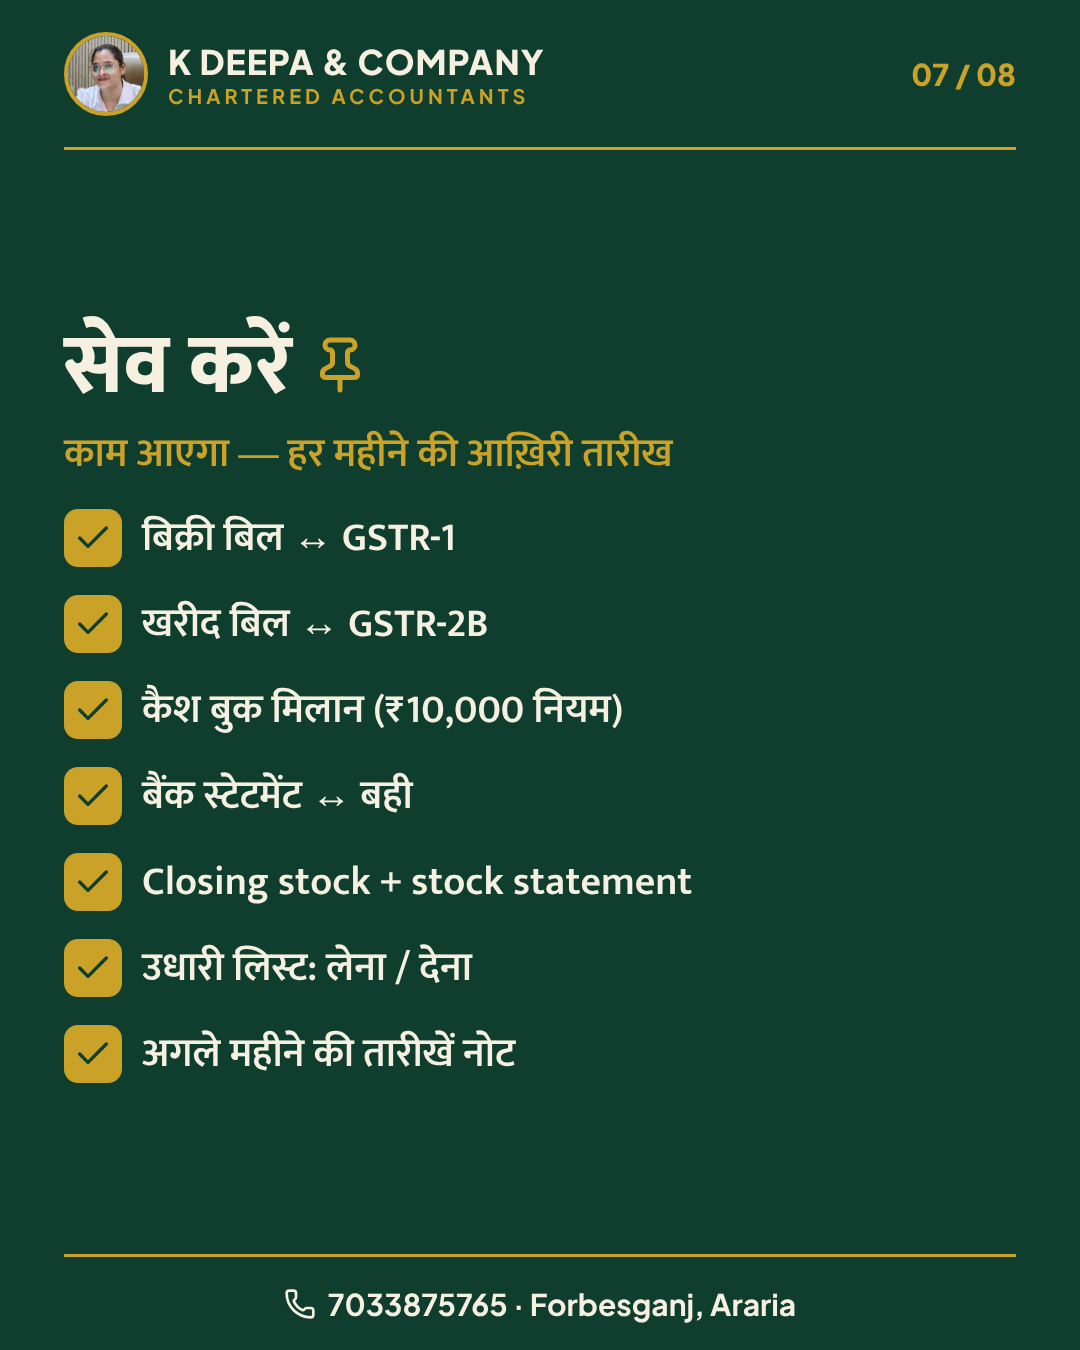 K DEEPA & COMPANY
CHARTERED ACCOUNTANTS
07 / 08
सेव करें
काम आएगा — हर महीने की आख़िरी तारीख
बिक्री बिल ↔ GSTR-1
खरीद बिल ↔ GSTR-2B
कैश बुक मिलान (₹10,000 नियम)
बैंक स्टेटमेंट ↔ बही
Closing stock + stock statement
उधारी लिस्ट: लेना / देना
अगले महीने की तारीखें नोट
7033875765 · Forbesganj, Araria